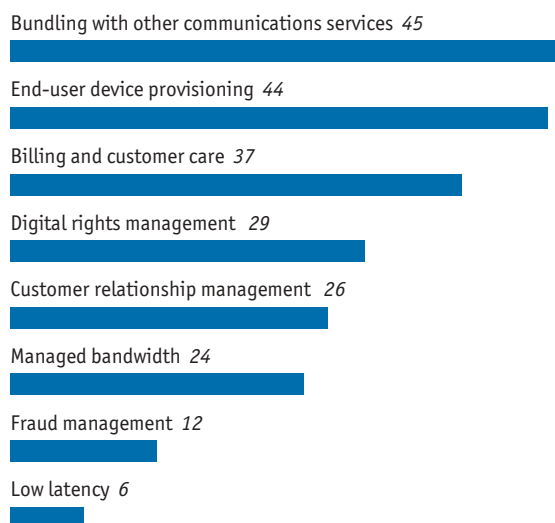 Bundling with other communications services 45
End-user device provisioning 44
Billing and customer care 37
Digital rights management 29
Customer relationship management 26
Managed bandwidth 24
Fraud management 12
Low latency 6